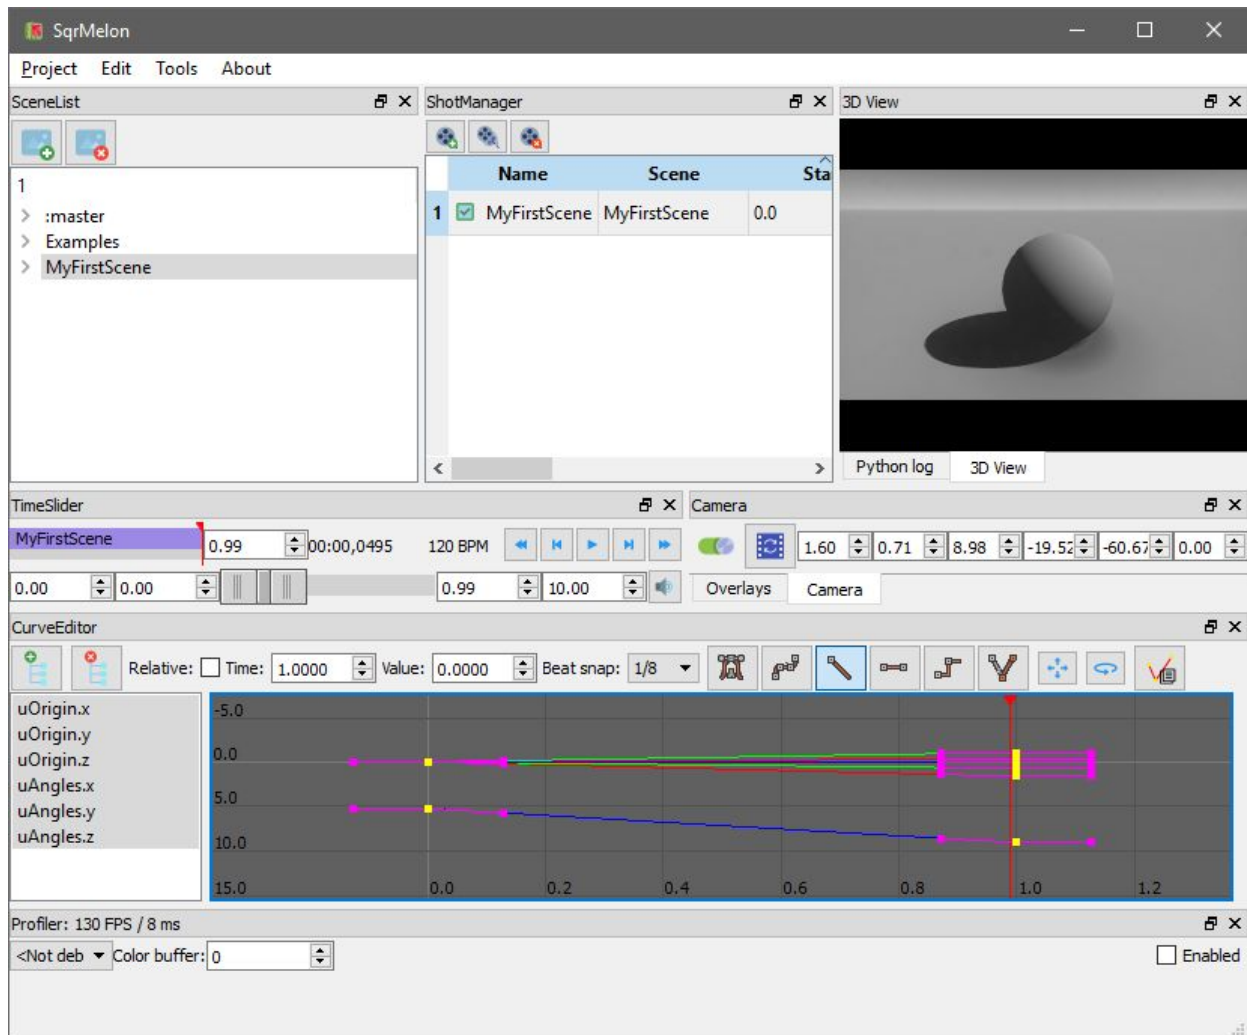 SqrMelon
Project Edit Tools About
SceneList
ShotManager
3D View
1
:master
Examples
MyFirstScene
Name Scene Sta
1 MyFirstScene MyFirstScene 0.0
Python log 3D View
TimeSlider
Camera
MyFirstScene 0.99 00:00,0495 120 BPM
1.60 0.71 8.98 -19.52 -60.67 0.00
0.00 0.00 0.99 10.00
Overlays Camera
CurveEditor
Relative: Time: 1.0000 Value: 0.0000 Beat snap: 1/8
uOrigin.x
uOrigin.y
uOrigin.z
uAngles.x
uAngles.y
uAngles.z
-5.0
0.0
5.0
10.0
15.0 0.0 0.2 0.4 0.6 0.8 1.0 1.2
Profiler: 130 FPS / 8 ms
<Not deb Color buffer: 0 Enabled